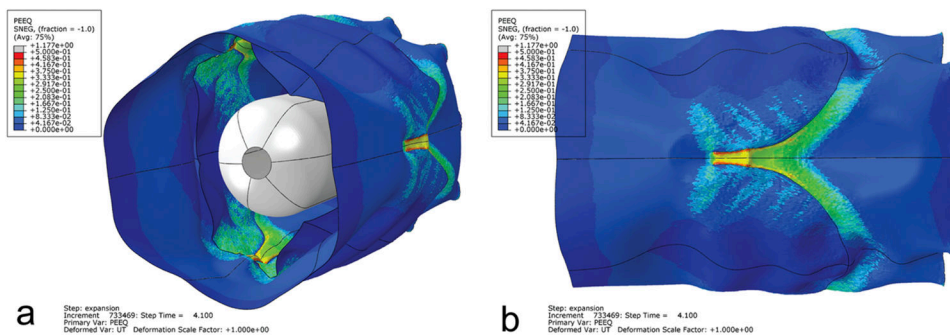 PEEQ
SNEG, (fraction = -1.0)
(Avg: 75%)
+1.177e+00
+5.000e-01
+4.583e-01
+4.167e-01
+3.750e-01
+3.333e-01
+2.917e-01
+2.500e-01
+2.083e-01
+1.667e-01
+1.250e-01
+8.333e-02
+4.167e-02
+0.000e+00
a
Step: expansion
Increment 733469: Step Time = 4.100
Primary Var: PEEQ
Deformed Var: UT Deformation Scale Factor: +1.000e+00
PEEQ
SNEG, (fraction = -1.0)
(Avg: 75%)
+1.177e+00
+5.000e-01
+4.583e-01
+4.167e-01
+3.750e-01
+3.333e-01
+2.917e-01
+2.500e-01
+2.083e-01
+1.667e-01
+1.250e-01
+8.333e-02
+4.167e-02
+0.000e+00
b
Step: expansion
Increment 733469: Step Time = 4.100
Primary Var: PEEQ
Deformed Var: UT Deformation Scale Factor: +1.000e+00